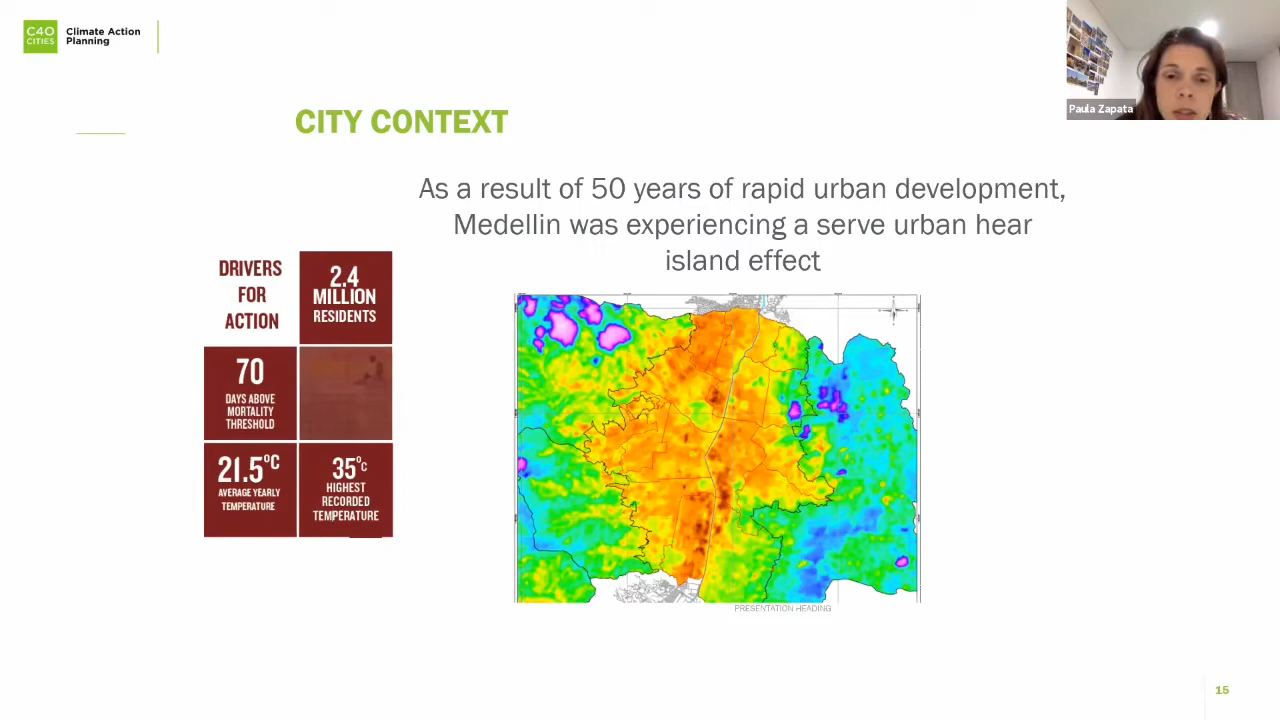 C40
CITIES
Climate Action
Planning
Paula Zapata
CITY CONTEXT
As a result of 50 years of rapid urban development,
Medellin was experiencing a serve urban hear
island effect
DRIVERS
FOR
ACTION
2.4
MILLION
RESIDENTS
70
DAYS ABOVE
MORTALITY
THRESHOLD
21.5ºC
AVERAGE YEARLY
TEMPERATURE
35ºC
HIGHEST
RECORDED
TEMPERATURE
PRESENTATION HEADING
15